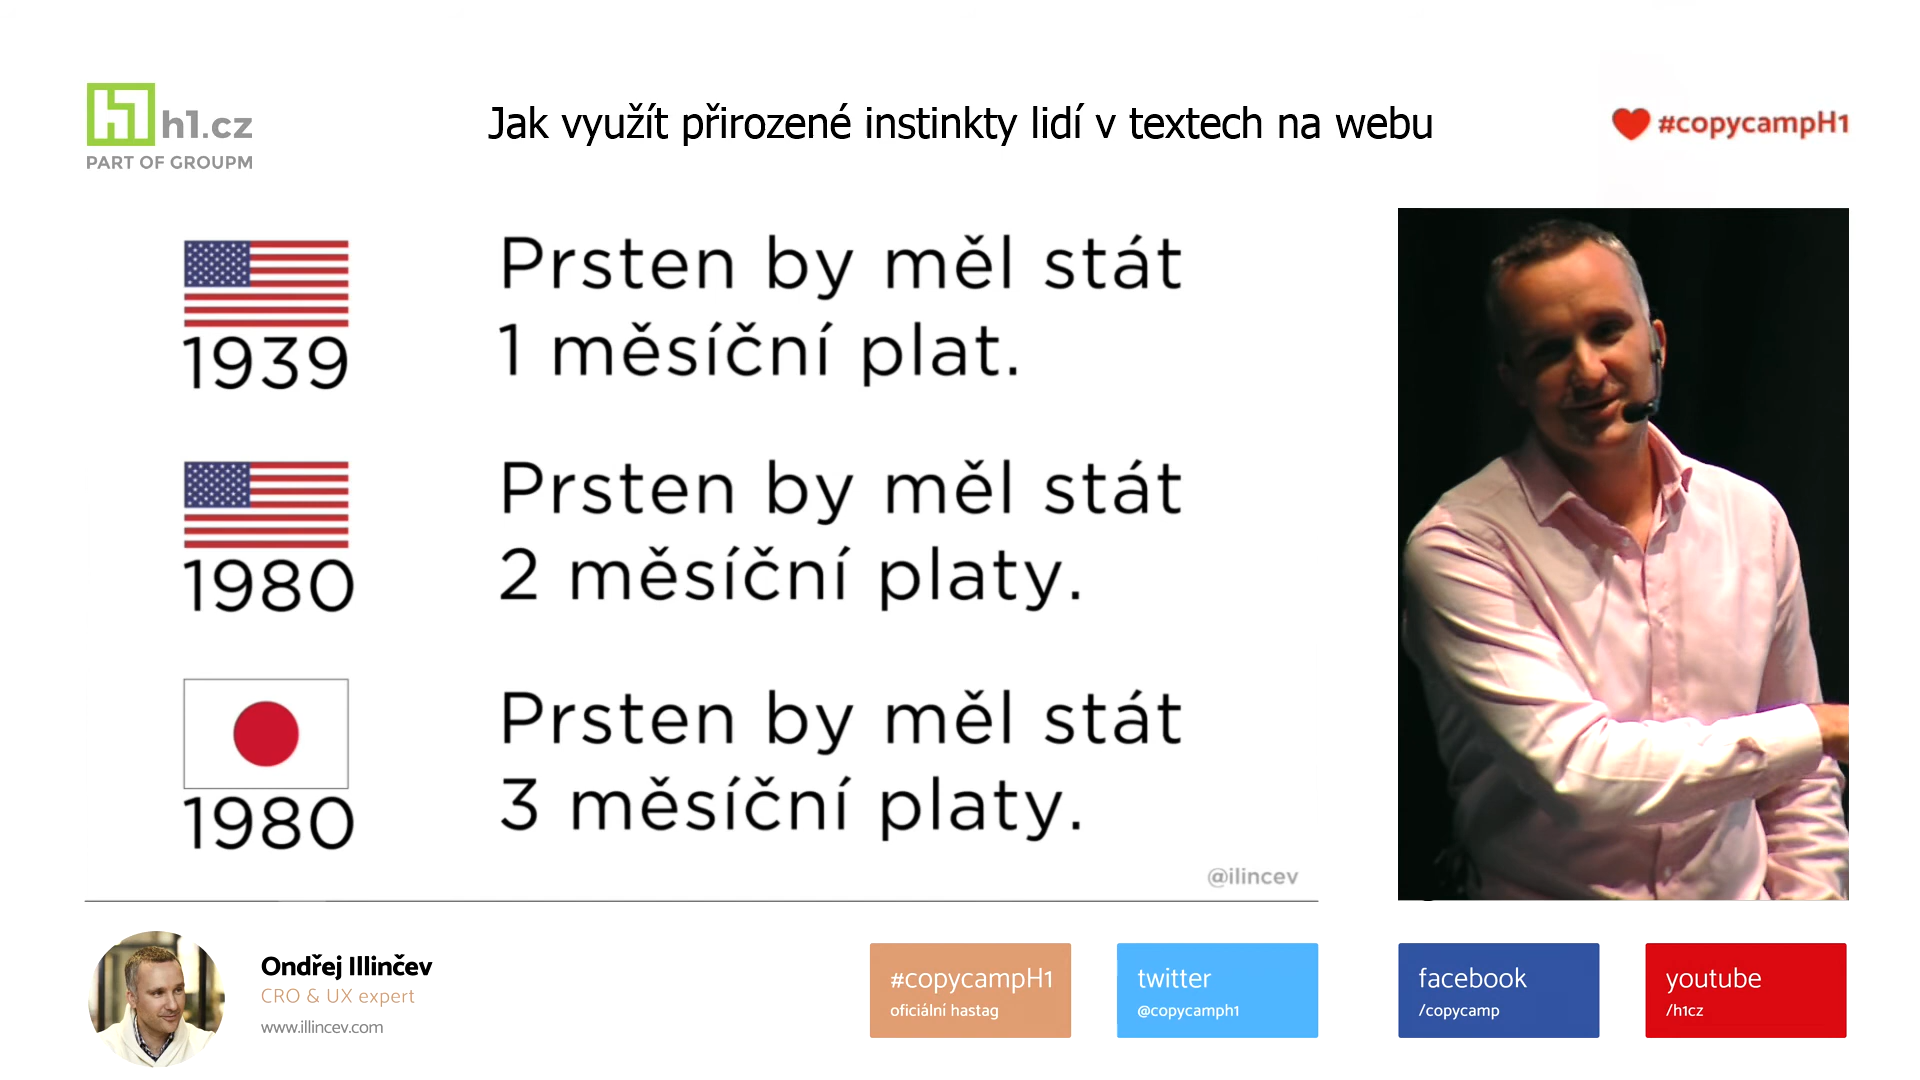 h1.cz
PART OF GROUPM
Jak využít přirozené instinkty lidí v textech na webu
#copycampH1
1939
Prsten by měl stát
1 měsíční plat.
1980
Prsten by měl stát
2 měsíční platy.
1980
Prsten by měl stát
3 měsíční platy.
@ilincev
Ondřej Illinčev
CRO & UX expert
www.illincev.com
#copycampH1
oficiální hastag
twitter
@copycamph1
facebook
/copycamp
youtube
/h1cz